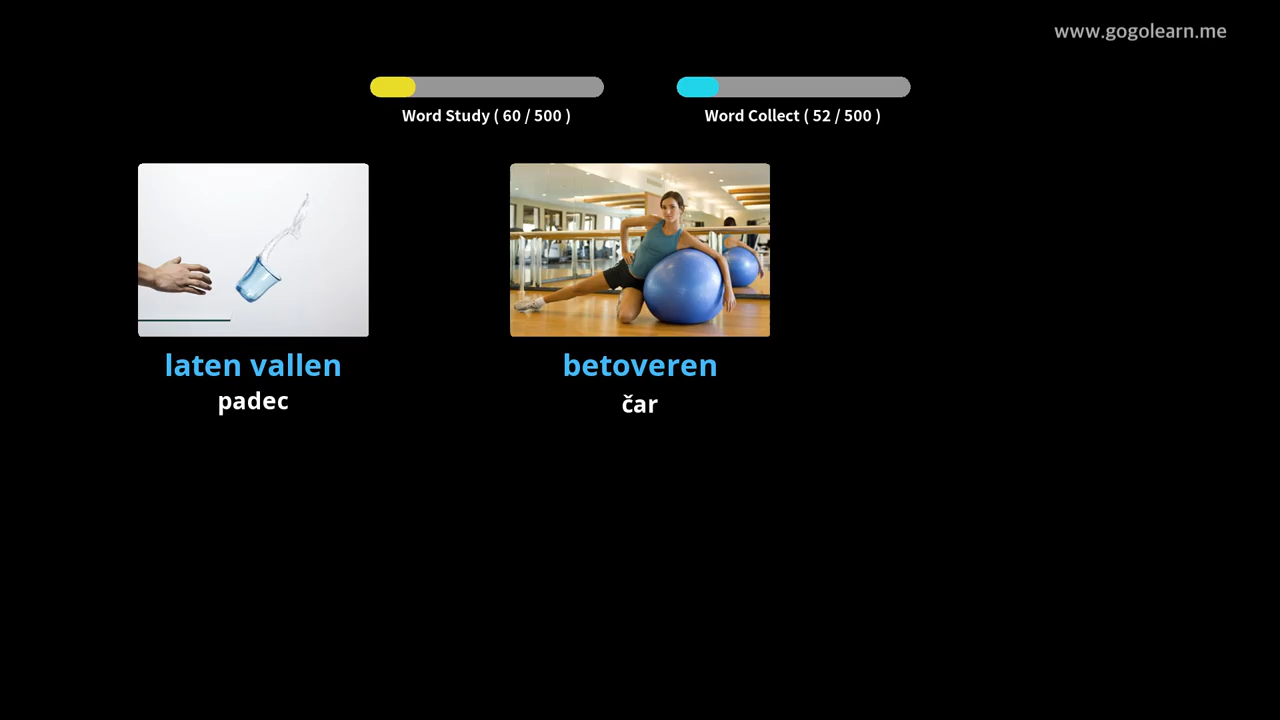 www.gogolearn.me
Word Study ( 60 / 500 )
Word Collect ( 52 / 500 )
laten vallen
padec
betoveren
čar